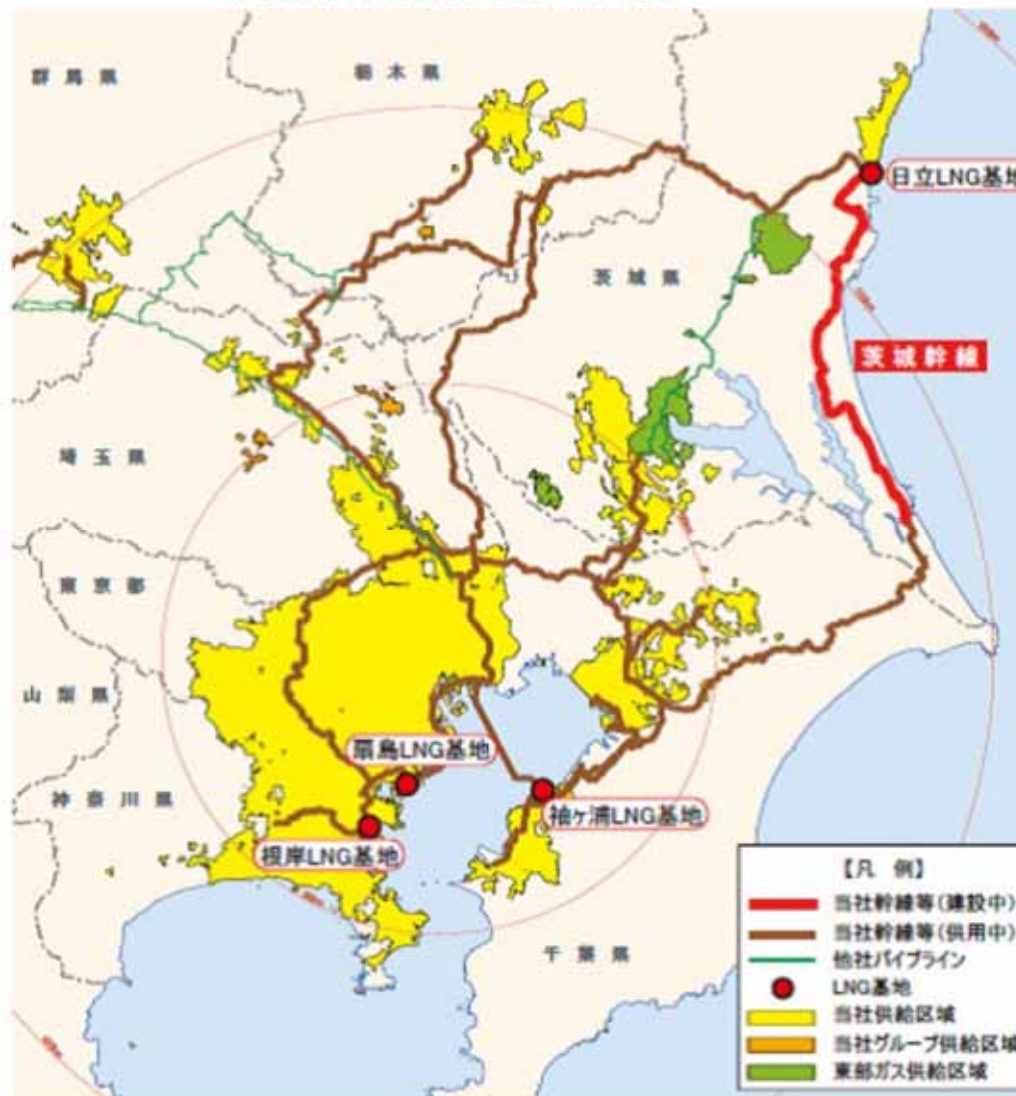 群馬県
栃木県
日立LNG基地
茨城県
茨城幹線
埼玉県
東京都
山梨県
扇島LNG基地
神奈川県
袖ヶ浦LNG基地
根岸LNG基地
千葉県
【凡 例】
当社幹線等(建設中)
当社幹線等(供用中)
他社パイプライン
LNG基地
当社供給区域
当社グループ供給区域
東部ガス供給区域